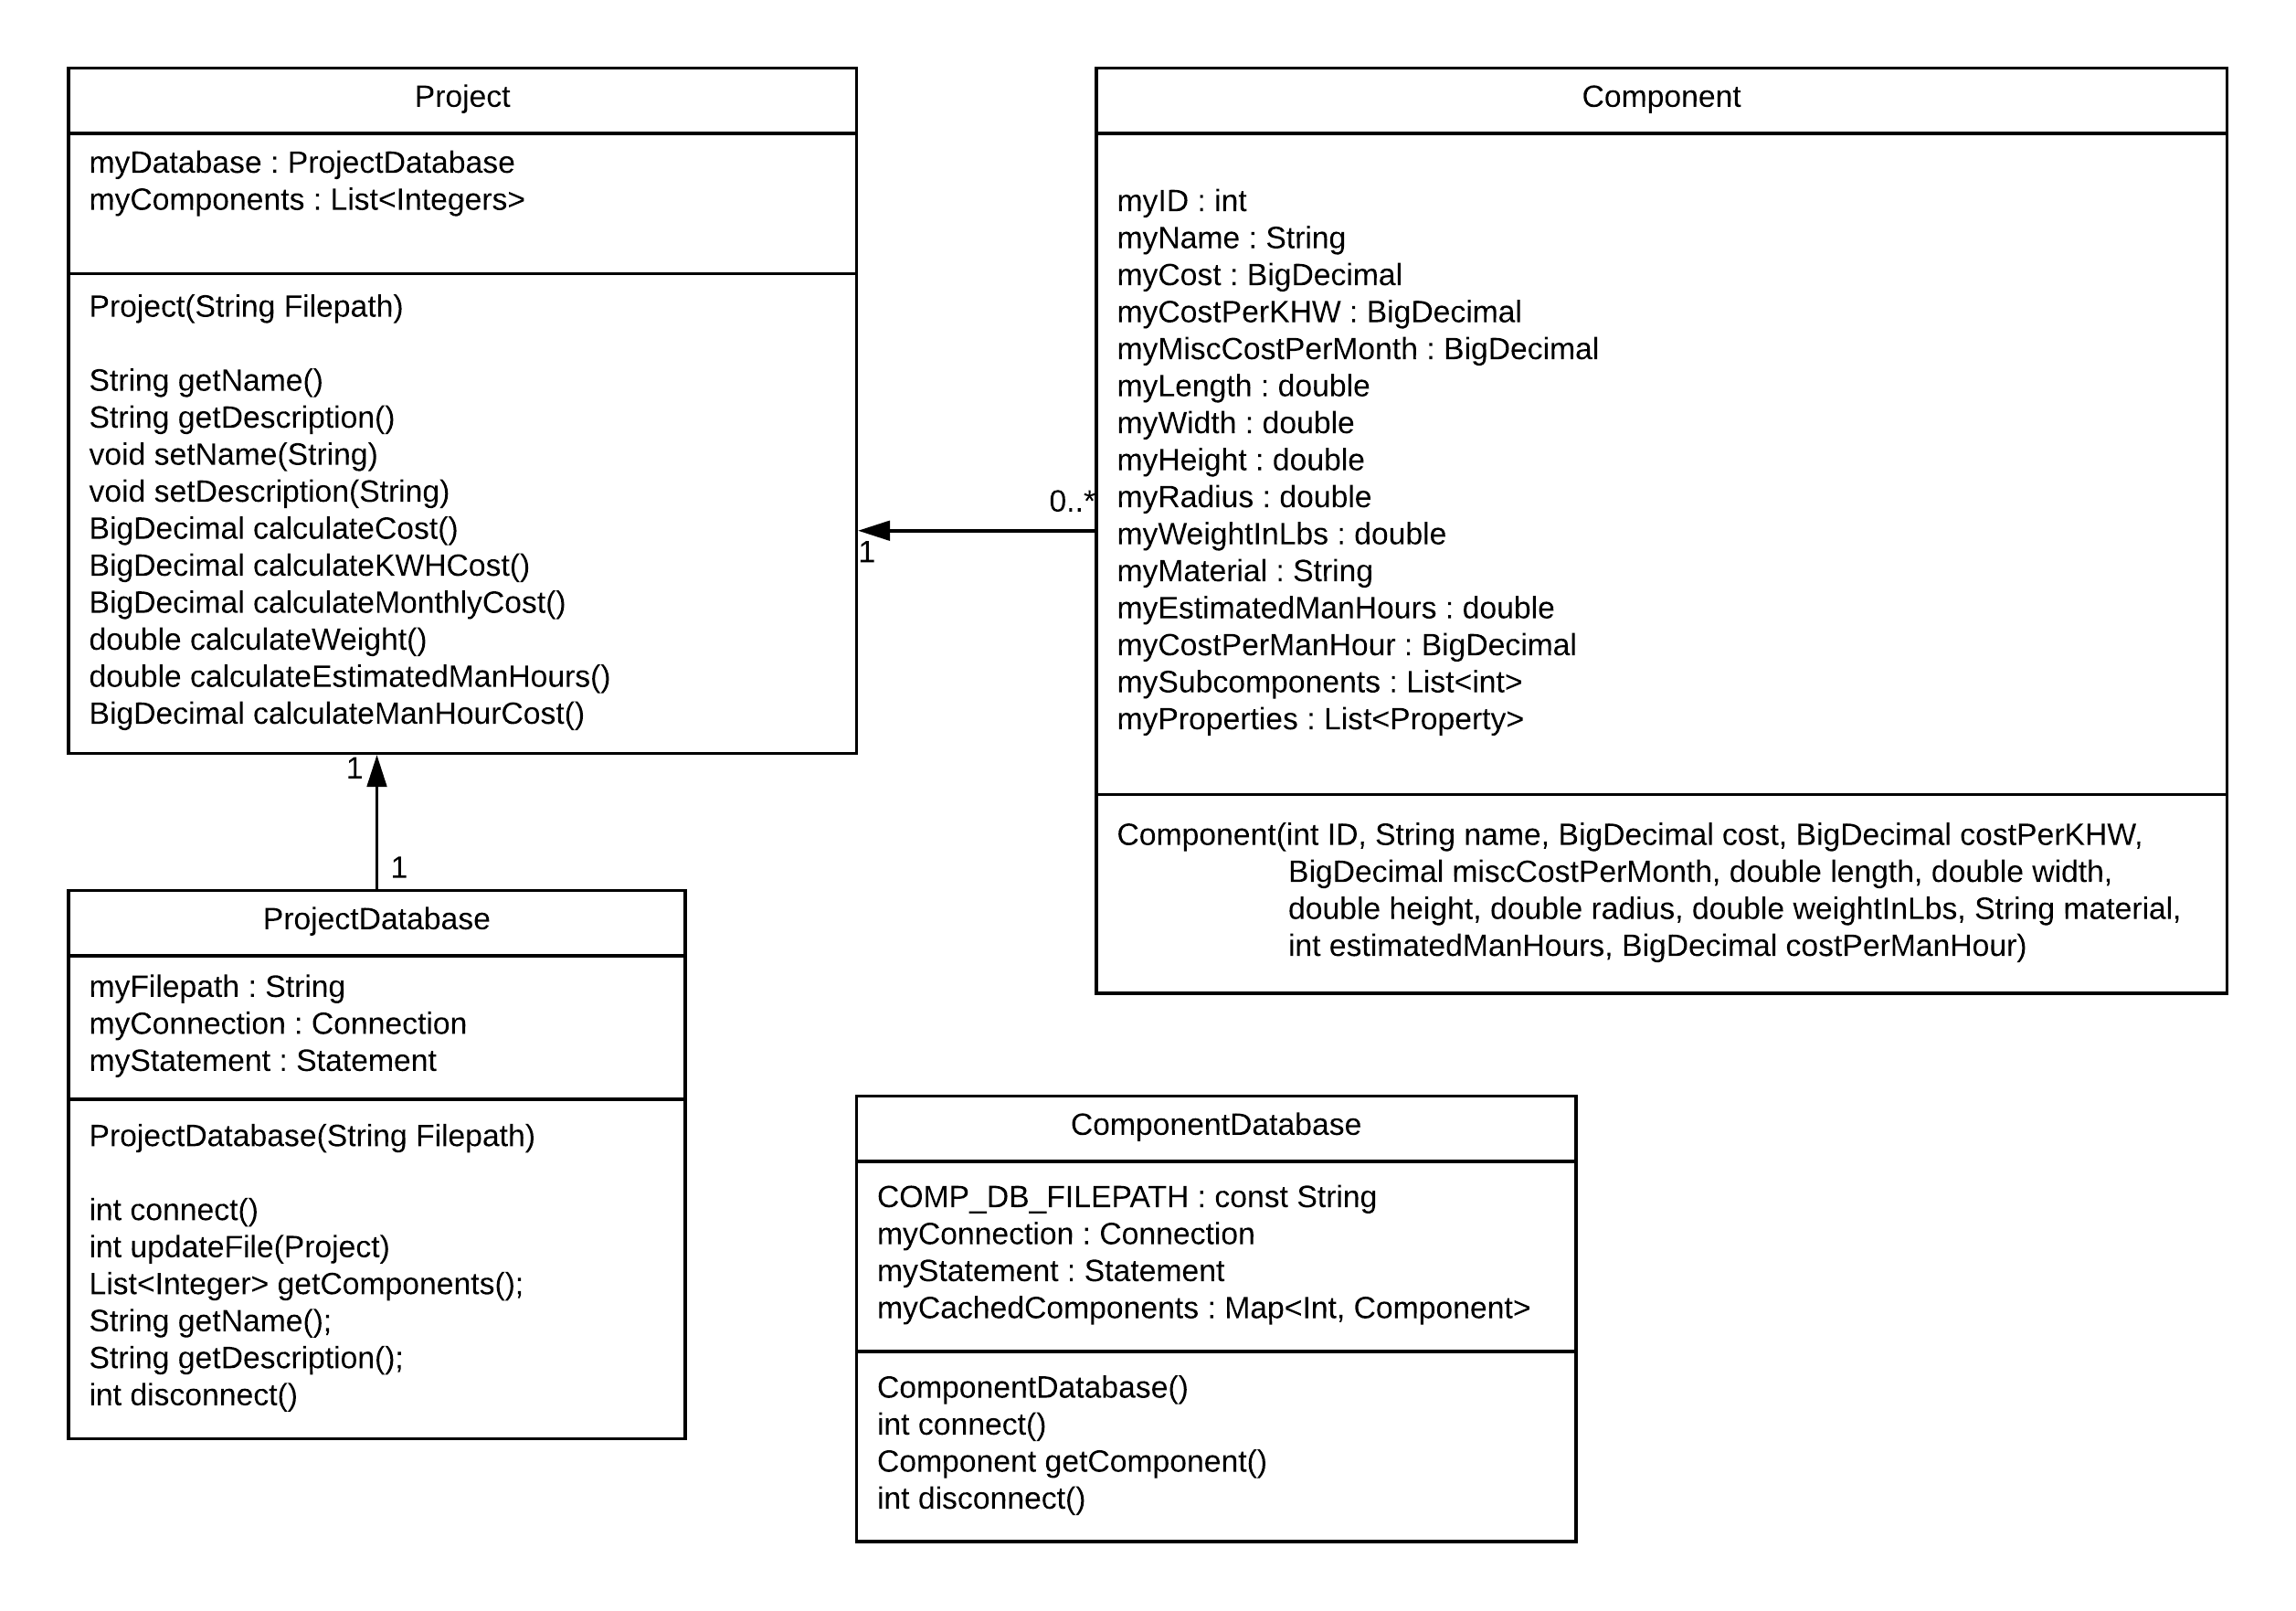 Project
myDatabase : ProjectDatabase
myComponents : List<Integers>
Project(String Filepath)
String getName()
String getDescription()
void setName(String)
void setDescription(String)
BigDecimal calculateCost()
BigDecimal calculateKWHCost()
BigDecimal calculateMonthlyCost()
double calculateWeight()
double calculateEstimatedManHours()
BigDecimal calculateManHourCost()
0..*
1
Component
myID : int
myName : String
myCost : BigDecimal
myCostPerKHW : BigDecimal
myMiscCostPerMonth : BigDecimal
myLength : double
myWidth : double
myHeight : double
myRadius : double
myWeightInLbs : double
myMaterial : String
myEstimatedManHours : double
myCostPerManHour : BigDecimal
mySubcomponents : List<int>
myProperties : List<Property>
Component(int ID, String name, BigDecimal cost, BigDecimal costPerKHW,
BigDecimal miscCostPerMonth, double length, double width,
double height, double radius, double weightInLbs, String material,
int estimatedManHours, BigDecimal costPerManHour)
1
1
ProjectDatabase
myFilepath : String
myConnection : Connection
myStatement : Statement
ProjectDatabase(String Filepath)
int connect()
int updateFile(Project)
List<Integer> getComponents();
String getName();
String getDescription();
int disconnect()
ComponentDatabase
COMP_DB_FILEPATH : const String
myConnection : Connection
myStatement : Statement
myCachedComponents : Map<Int, Component>
ComponentDatabase()
int connect()
Component getComponent()
int disconnect()